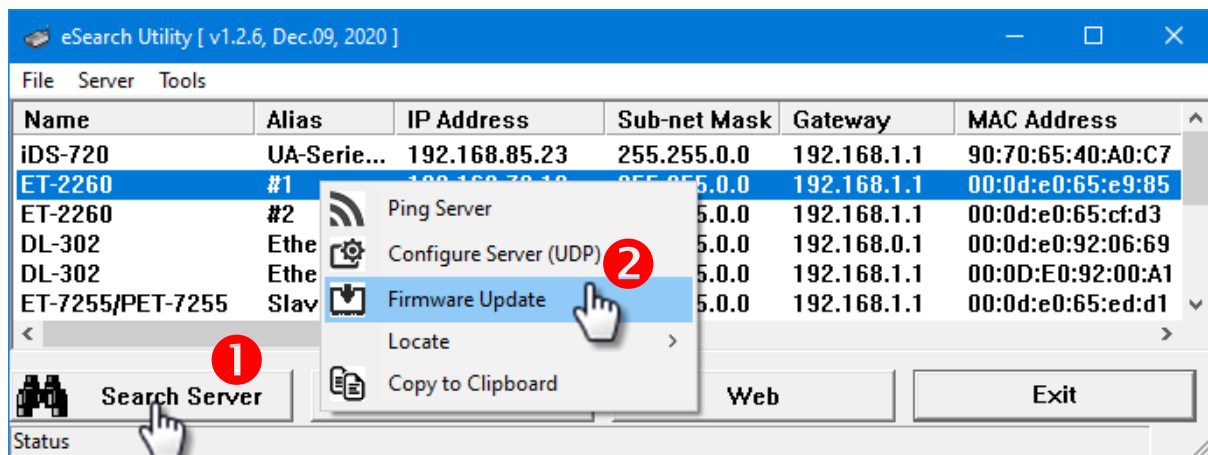 eSearch Utility [ v1.2.6, Dec.09, 2020 ]
File Server Tools
Name Alias IP Address Sub-net Mask Gateway MAC Address
iDS-720 UA-Serie... 192.168.85.23 255.255.0.0 192.168.1.1 90:70:65:40:A0:C7
ET-2260 #1 192.168.1.1 00:0d:e0:65:e9:85
ET-2260 #2 5.0.0 192.168.1.1 00:0d:e0:65:cf:d3
DL-302 Ethe 5.0.0 192.168.0.1 00:0d:e0:92:06:69
DL-302 Ethe 5.0.0 192.168.1.1 00:0D:E0:92:00:A1
ET-7255/PET-7255 Slav 5.0.0 192.168.1.1 00:0d:e0:65:ed:d1
Ping Server
Configure Server (UDP)
2
Firmware Update
Locate
Copy to Clipboard
1
Search Server Web Exit
Status